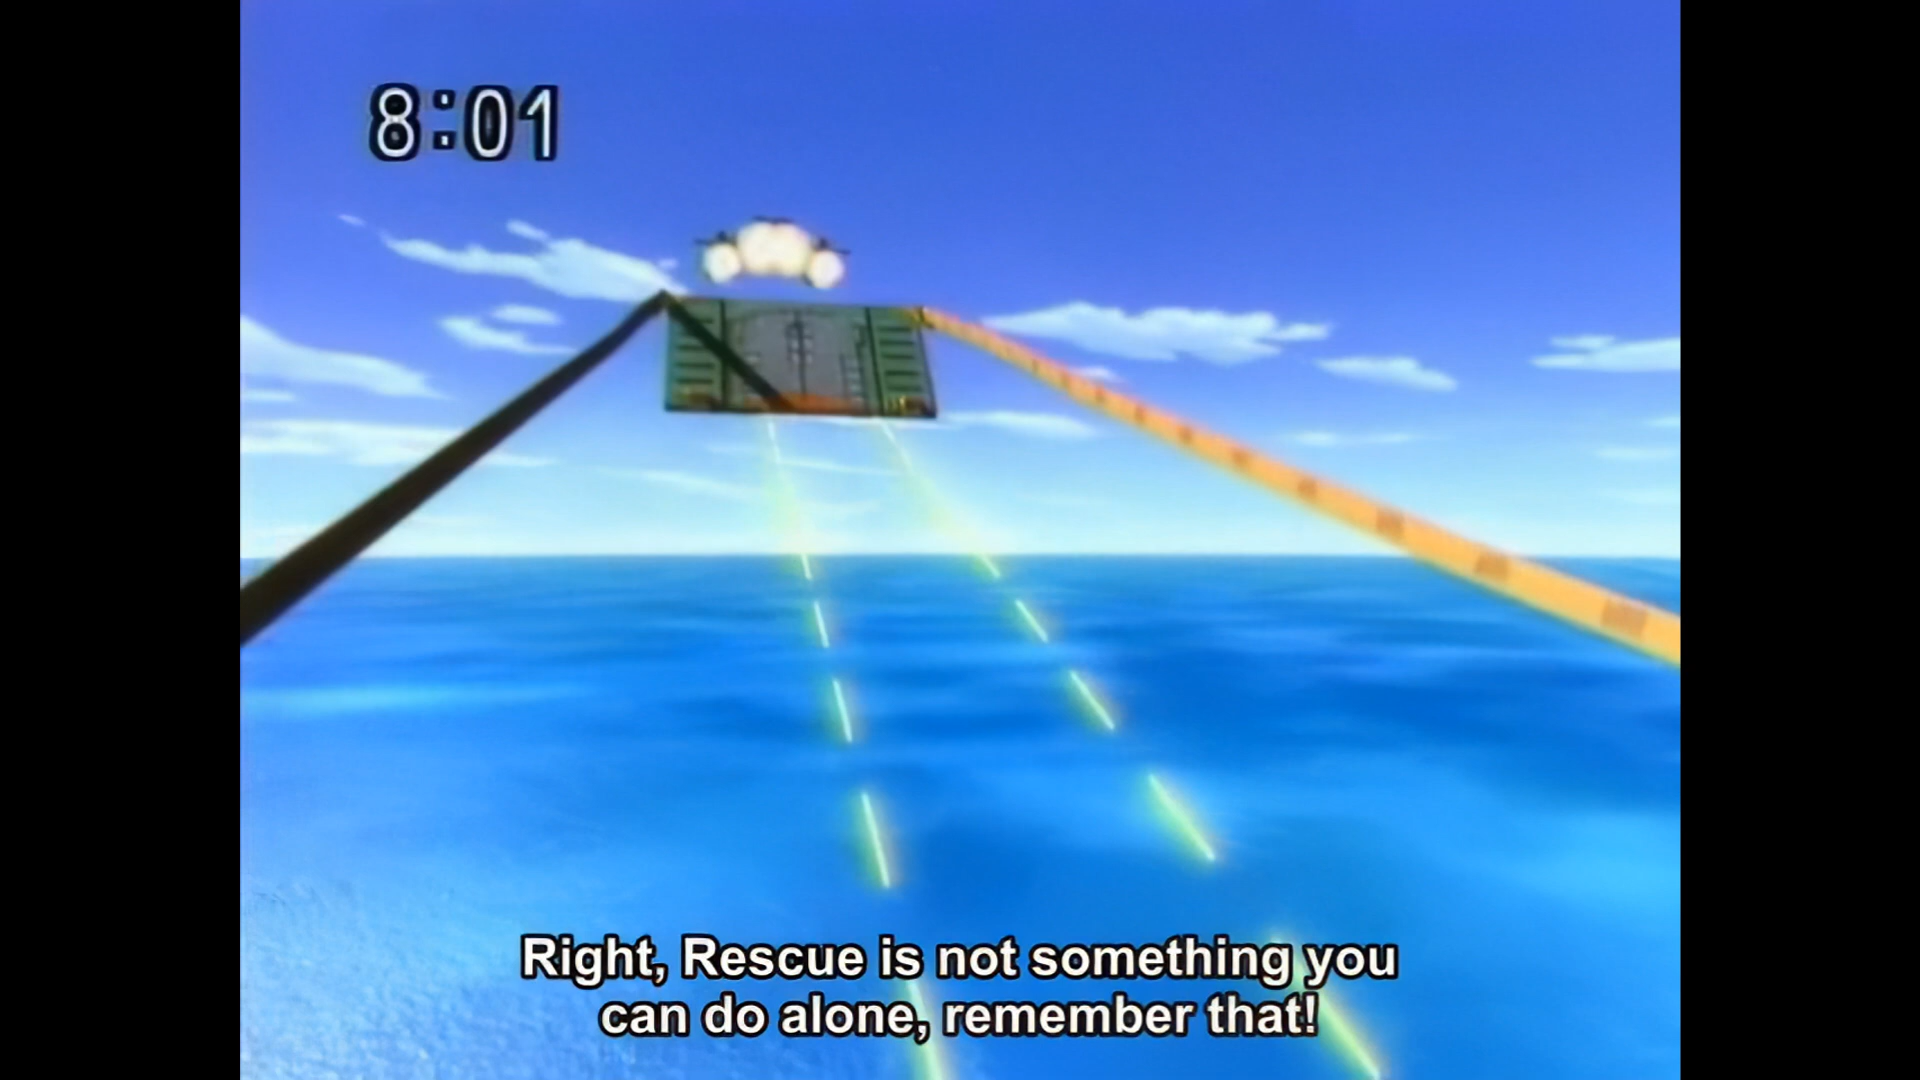 8:01
Right, Rescue is not something you
can do alone, remember that!